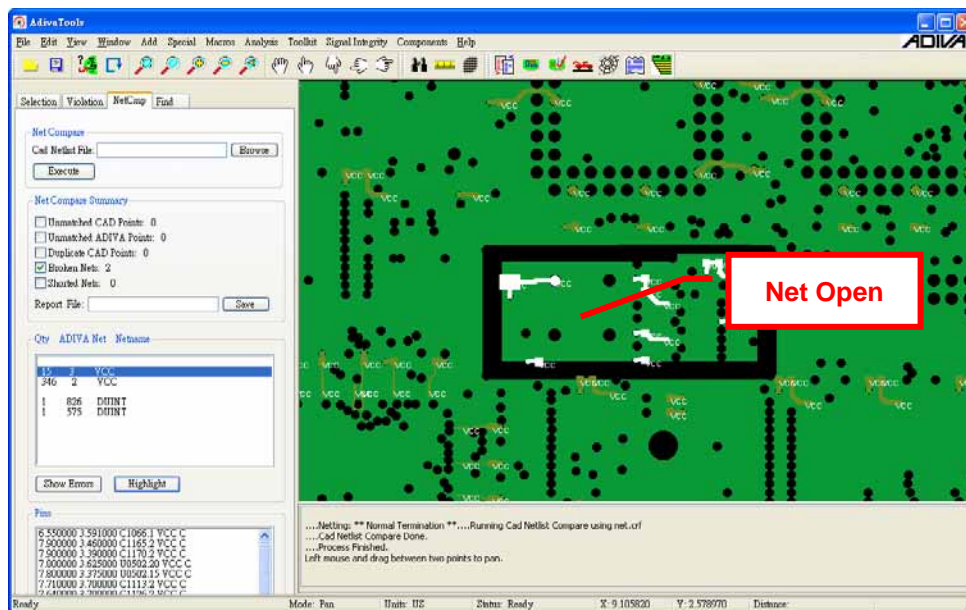 AdivaTools
File Edit View Window Add Special Macros Analysis Toolkit Signal Integrity Components Help
ADIVA
Selection Violation NetCmp Find
Net Compare
Cad Netlist File: Browse
Execute
Net Compare Summary
Unmatched CAD Points: 0
Unmatched ADIVA Points: 0
Duplicate CAD Points: 0
Broken Nets: 2
Shorted Nets: 0
Report File: Save
Qty ADIVA Net Netname
15 3 VCC
346 2 VCC
1 826 DUINT
1 575 DUINT
Show Errors Highlight
Pins
6.550000 3.591000 C1066.1 VCC C
7.900000 3.460000 C1165.2 VCC C
7.900000 3.390000 C1170.2 VCC C
7.000000 3.625000 U0502.20 VCC C
7.800000 3.375000 U0502.15 VCC C
7.710000 3.700000 C1113.2 VCC C
Net Open
....Netting: ** Normal Termination **....Running Cad Netlist Compare using net.crf
....Cad Netlist Compare Done.
....Process Finished.
Left mouse and drag between two points to pan.
Ready Mode: Pan Units: US Status: Ready X: 9.105820 Y: 2.578970 Distance: